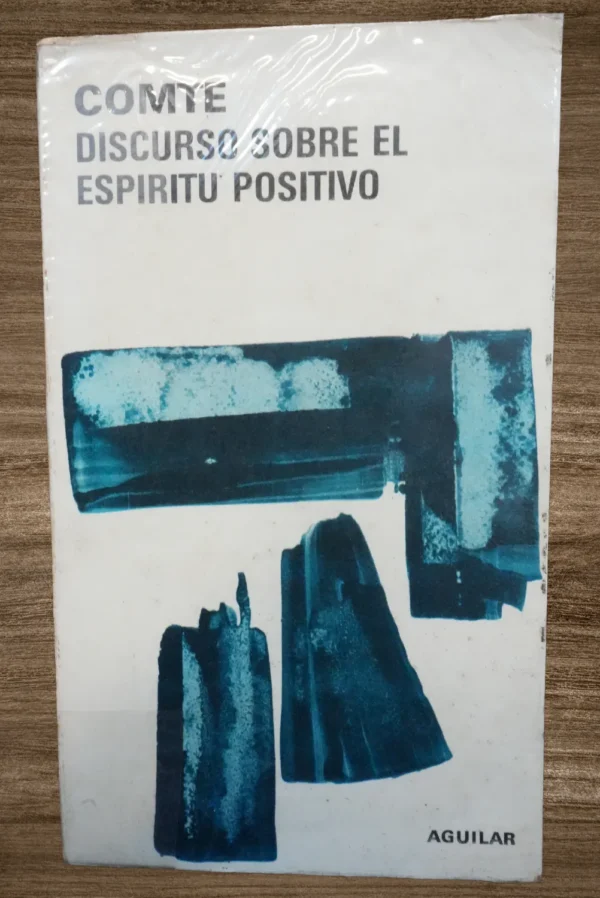 COMTE
DISCURSO SOBRE EL
ESPIRITU POSITIVO
AGUILAR